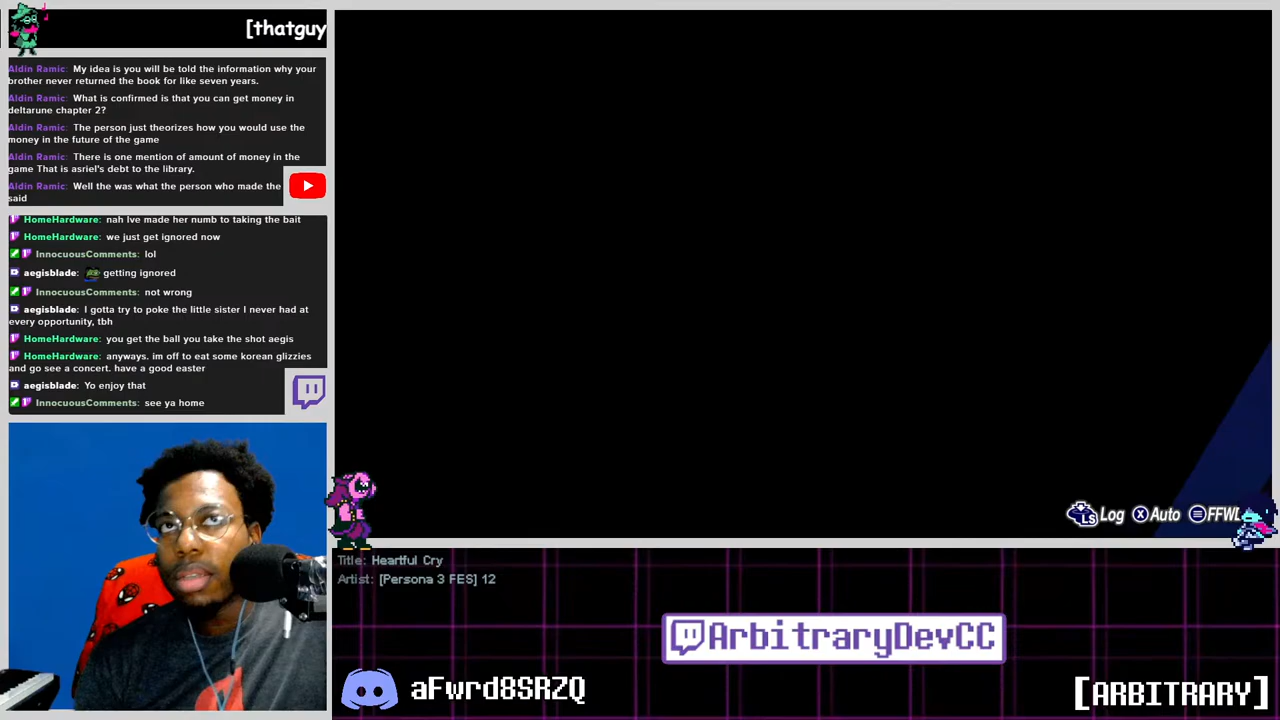 [thatguy
Aldin Ramic: My idea is you will be told the information why your
brother never returned the book for like seven years.
Aldin Ramic: What is confirmed is that you can get money in
deltarune chapter 2?
Aldin Ramic: The person just theorizes how you would use the
money in the future of the game
Aldin Ramic: There is one mention of amount of money in the
game That is asriel's debt to the library.
Aldin Ramic: Well the was what the person who made the
said
HomeHardware: nah Ive made her numb to taking the bait
HomeHardware: we just get ignored now
InnocuousComments: lol
aegisblade: getting ignored
InnocuousComments: not wrong
aegisblade: I gotta try to poke the little sister I never had at
every opportunity, tbh
HomeHardware: you get the ball you take the shot aegis
HomeHardware: anyways. im off to eat some korean glizzies
and go see a concert. have a good easter
aegisblade: Yo enjoy that
InnocuousComments: see ya home
LS Log X Auto FFWD
Title: Heartful Cry
Artist: [Persona 3 FES] 12
ArbitraryDevCC
aFwrd8SRZQ
[ARBITRARY]